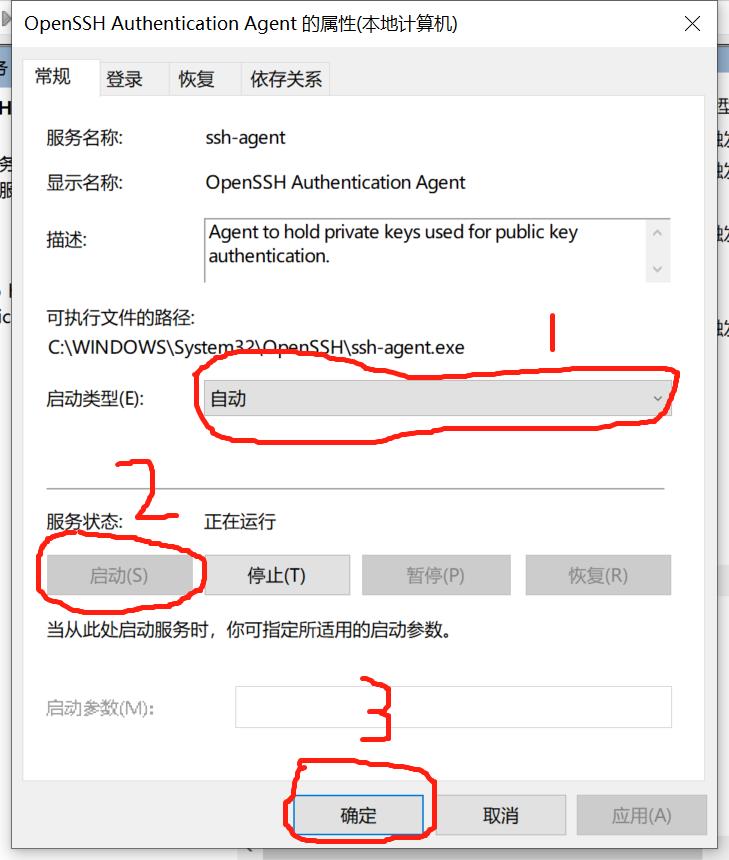 OpenSSH Authentication Agent 的属性(本地计算机)
常规 登录 恢复 依存关系
服务名称: ssh-agent
显示名称: OpenSSH Authentication Agent
描述: Agent to hold private keys used for public key
authentication.
可执行文件的路径:
C:\WINDOWS\System32\OpenSSH\ssh-agent.exe
1
启动类型(E): 自动
2
服务状态: 正在运行
启动(S) 停止(T) 暂停(P) 恢复(R)
当从此处启动服务时，你可指定所适用的启动参数。
启动参数(M):
3
确定 取消 应用(A)